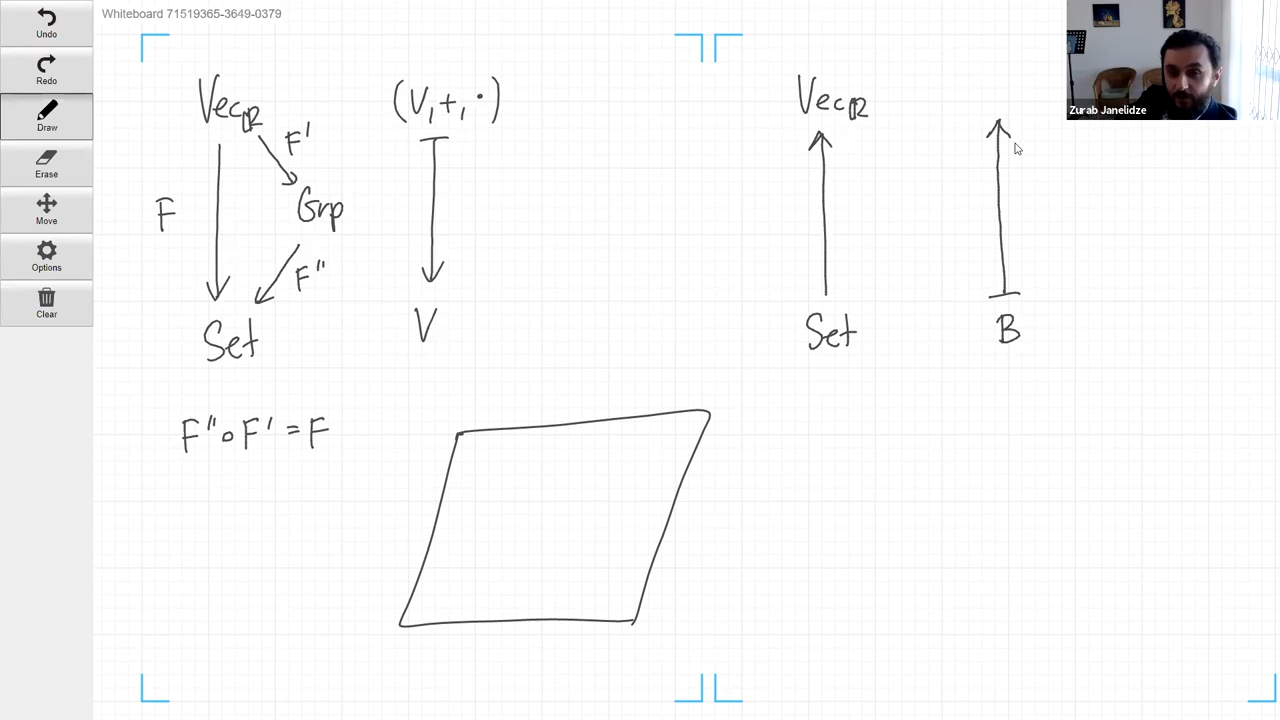 Whiteboard 71519365-3649-0379
Undo
Redo
Draw
Erase
Move
Options
Clear
Zurab Janelidze
Vecℝ
(V, +, ·)
F'
F
Grp
F"
Set
V
F" ∘ F' = F
Vecℝ
Set
B